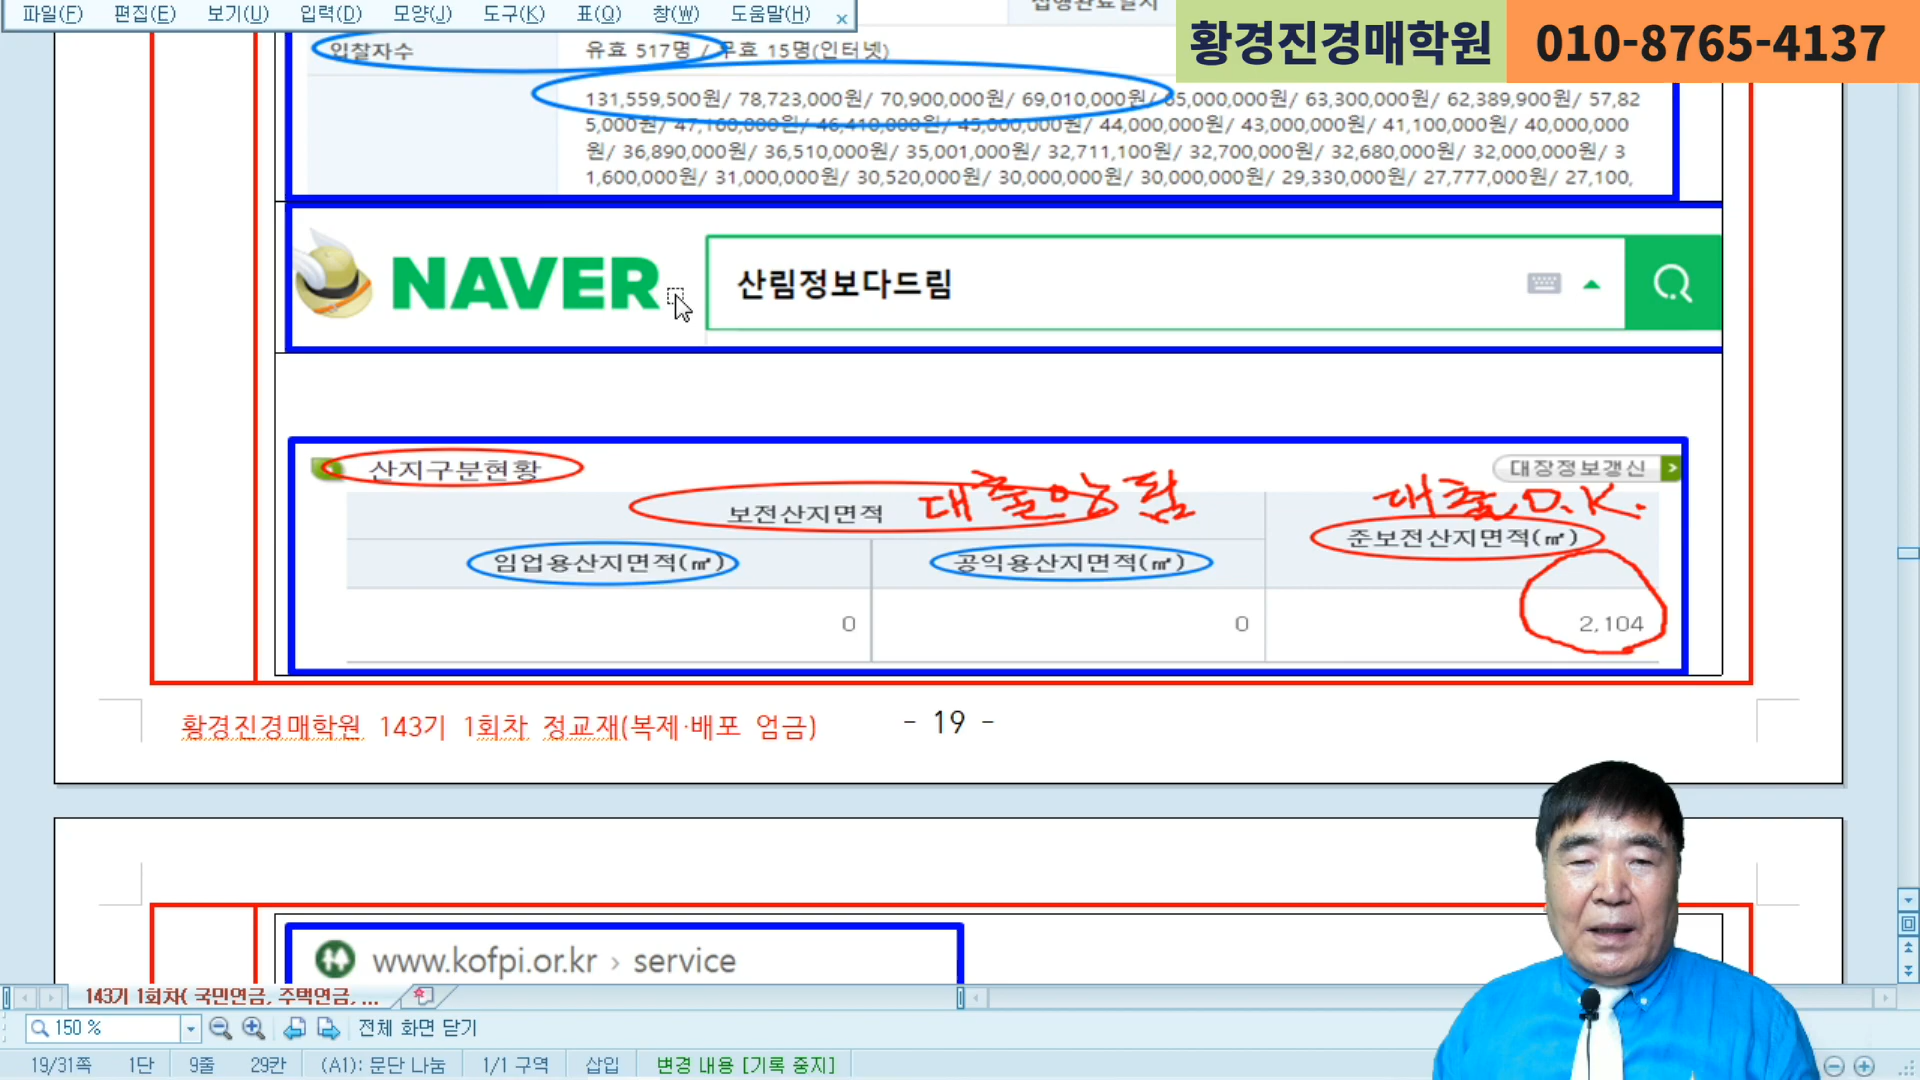 파일(F) 편집(E) 보기(U) 입력(D) 모양(J) 도구(K) 표(Q) 창(W) 도움말(H) x
황경진경매학원 010-8765-4137
입찰자수 유효 517명 / 무효 15명(인터넷)
131,559,500원/ 78,723,000원/ 70,900,000원/ 69,010,000원/ 65,000,000원/ 63,300,000원/ 62,389,900원/ 57,82
5,000원/ 47,160,000원/ 46,410,000원/ 45,000,000원/ 44,000,000원/ 43,000,000원/ 41,100,000원/ 40,000,000
원/ 36,890,000원/ 36,510,000원/ 35,001,000원/ 32,711,100원/ 32,700,000원/ 32,680,000원/ 32,000,000원/ 3
1,600,000원/ 31,000,000원/ 30,520,000원/ 30,000,000원/ 30,000,000원/ 29,330,000원/ 27,777,000원/ 27,100,
NAVER 산림정보다드림
산지구분현황 대장정보갱신
보전산지면적 대출안됨 대출O.K.
준보전산지면적(㎡)
임업용산지면적(㎡) 공익용산지면적(㎡)
0 0 2,104
황경진경매학원 143기 1회차 정교재(복제·배포 엄금) - 19 -
www.kofpi.or.kr › service
143기 1회차( 국민연금, 주택연금, ...
150 % 전체 화면 닫기
19/31쪽 1단 9줄 29칸 (A1): 문단 나눔 1/1 구역 삽입 변경 내용 [기록 중지]